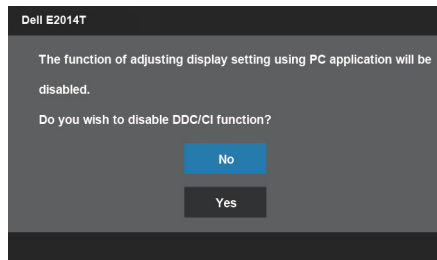 Dell E2014T
The function of adjusting display setting using PC application will be
disabled.
Do you wish to disable DDC/CI function?
No
Yes